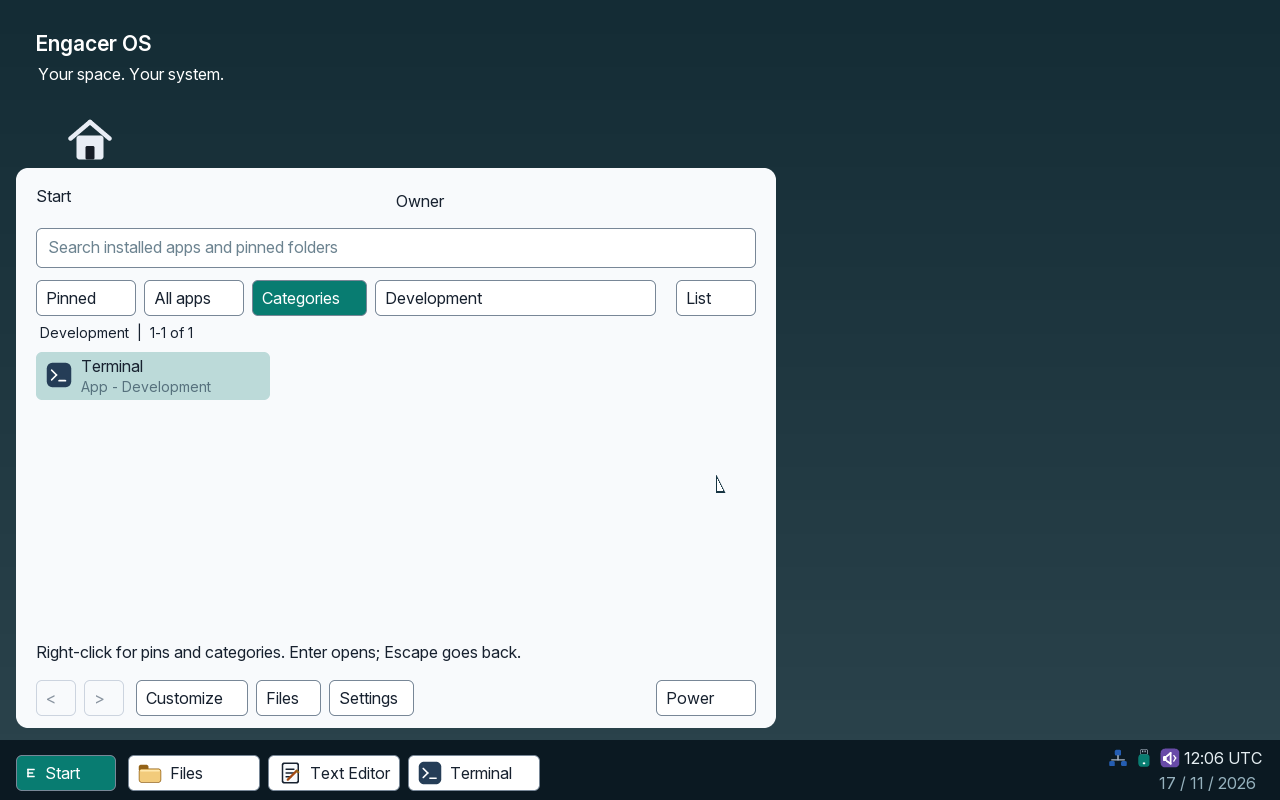 Engacer OS
Your space. Your system.
Start
Owner
Search installed apps and pinned folders
Pinned
All apps
Categories
Development
List
Development | 1-1 of 1
Terminal
App - Development
Right-click for pins and categories. Enter opens; Escape goes back.
<
>
Customize
Files
Settings
Power
Start
Files
Text Editor
Terminal
12:06 UTC
17 / 11 / 2026